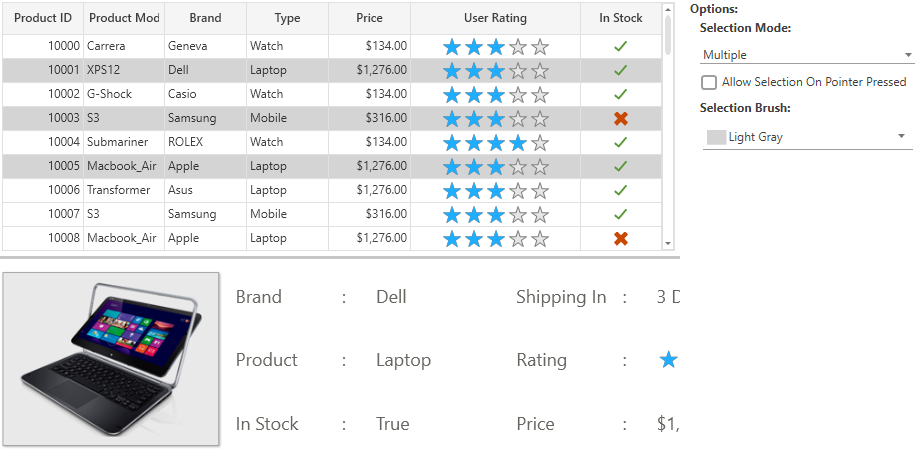 Product ID Product Mod Brand Type Price User Rating In Stock
10000 Carrera Geneva Watch $134.00
10001 XPS12 Dell Laptop $1,276.00
10002 G-Shock Casio Watch $134.00
10003 S3 Samsung Mobile $316.00
10004 Submariner ROLEX Watch $134.00
10005 Macbook_Air Apple Laptop $1,276.00
10006 Transformer Asus Laptop $1,276.00
10007 S3 Samsung Mobile $316.00
10008 Macbook_Air Apple Laptop $1,276.00
Options:
Selection Mode:
Multiple
Allow Selection On Pointer Pressed
Selection Brush:
Light Gray
Brand : Dell Shipping In : 3 D
Product : Laptop Rating :
In Stock : True Price : $1,